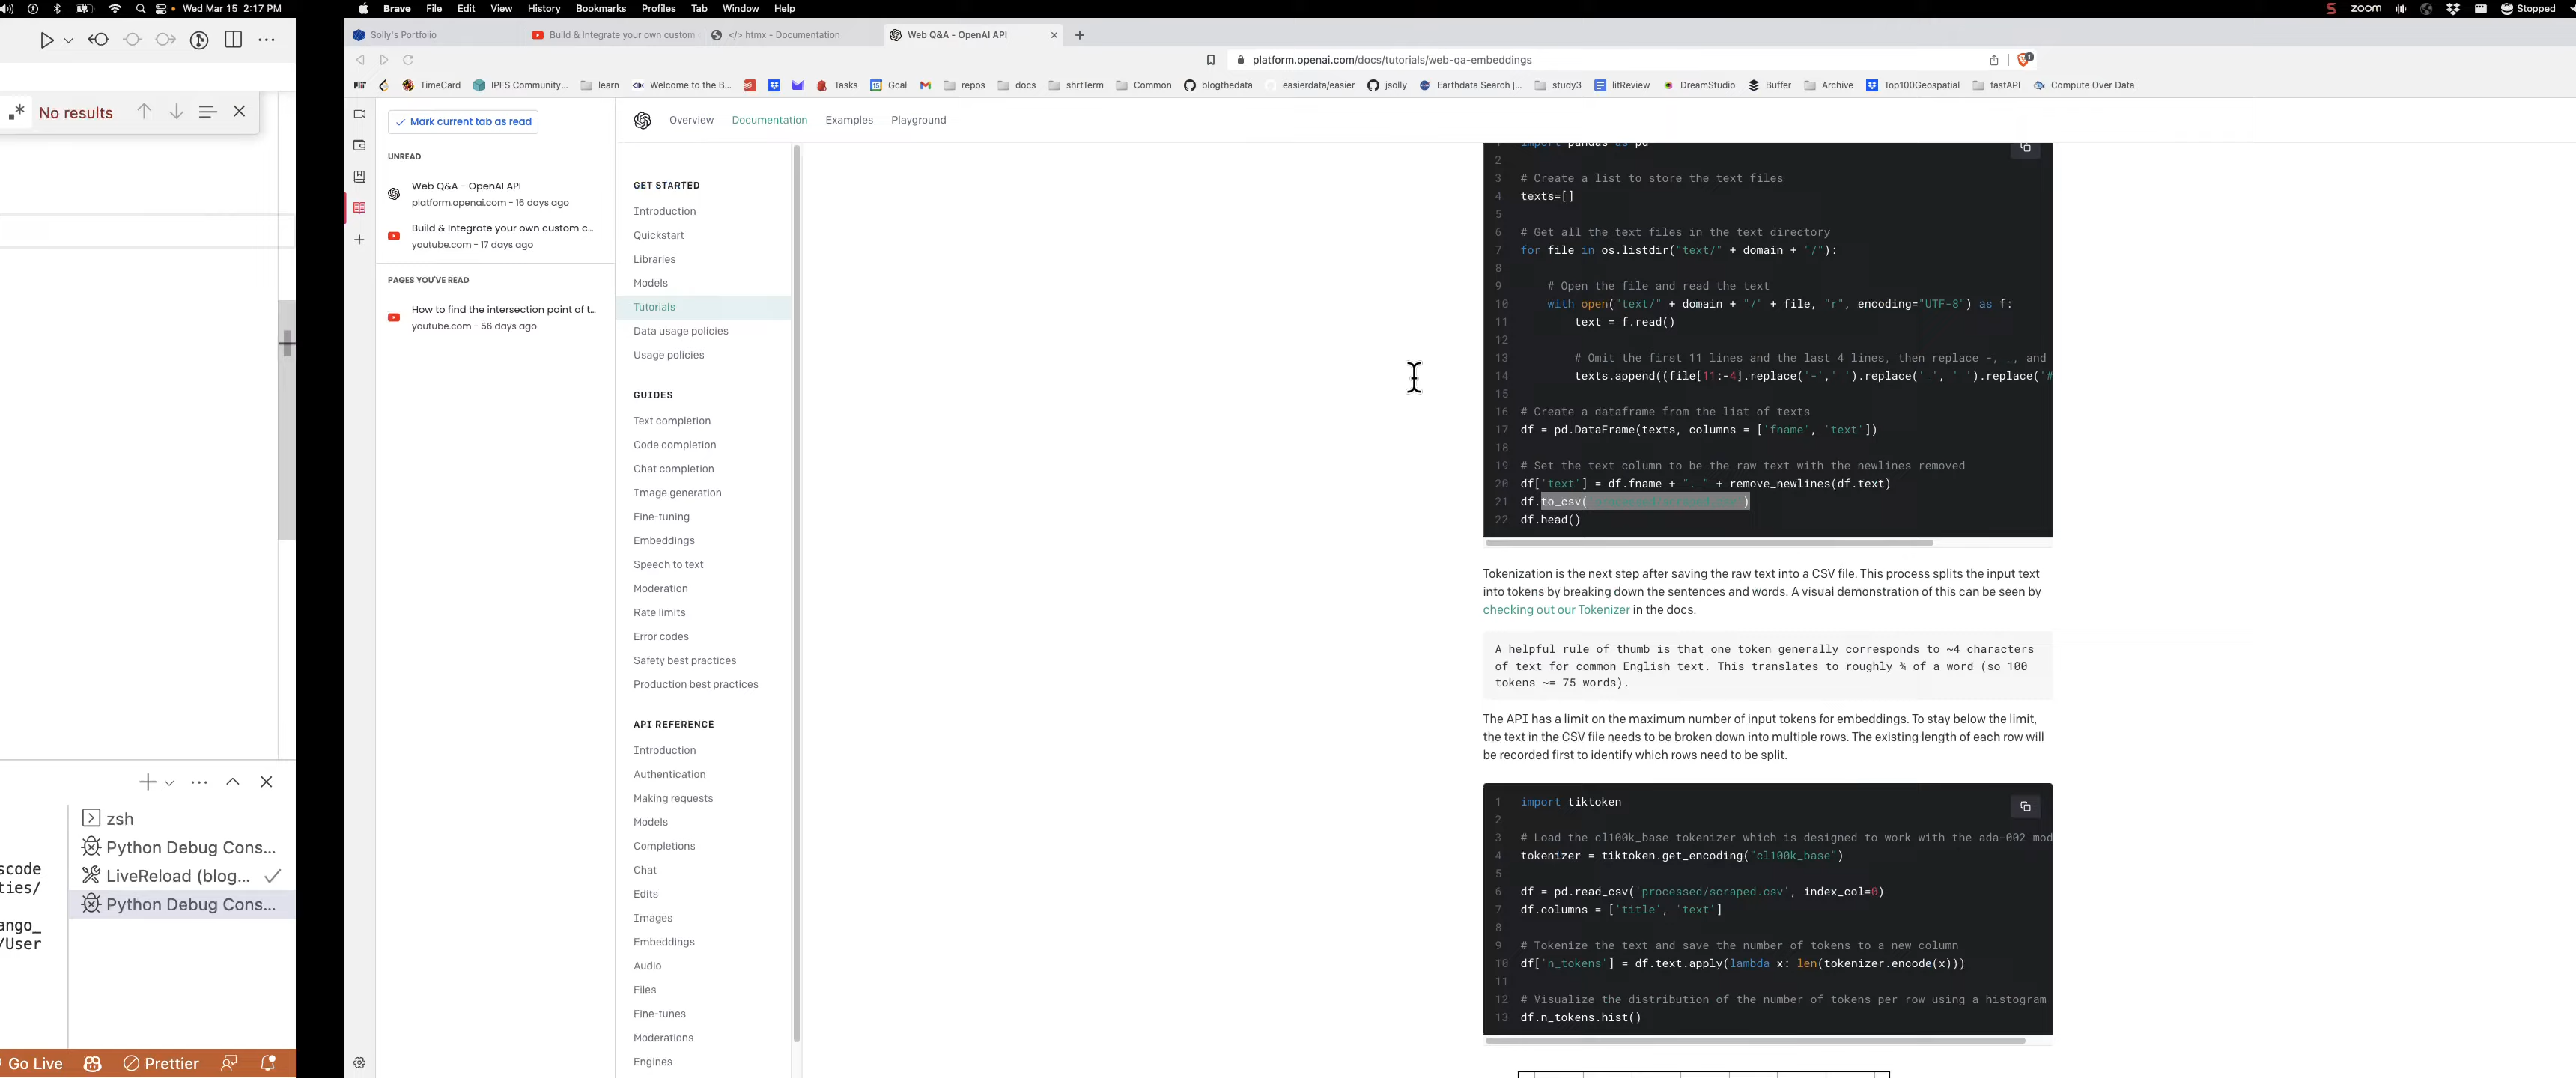 Wed Mar 15 2:17 PM
No results
zsh
Python Debug Cons...
LiveReload (blog...
Python Debug Cons...
scode
ties/
ango_
/User
Go Live
Prettier
Brave File Edit View History Bookmarks Profiles Tab Window Help
zoom
Stopped
Solly's Portfolio
Build & Integrate your own custom
</> htmx - Documentation
Web Q&A - OpenAI API
platform.openai.com/docs/tutorials/web-qa-embeddings
TimeCard
IPFS Community...
learn
Welcome to the B...
Tasks
Gcal
repos
docs
shrtTerm
Common
blogthedata
easierdata/easier
jsolly
Earthdata Search |...
study3
litReview
DreamStudio
Buffer
Archive
Top100Geospatial
fastAPI
Compute Over Data
Mark current tab as read
UNREAD
Web Q&A - OpenAI API
platform.openai.com - 16 days ago
Build & Integrate your own custom c...
youtube.com - 17 days ago
PAGES YOU'VE READ
How to find the intersection point of t...
youtube.com - 56 days ago
Overview Documentation Examples Playground
GET STARTED
Introduction
Quickstart
Libraries
Models
Tutorials
Data usage policies
Usage policies
GUIDES
Text completion
Code completion
Chat completion
Image generation
Fine-tuning
Embeddings
Speech to text
Moderation
Rate limits
Error codes
Safety best practices
Production best practices
API REFERENCE
Introduction
Authentication
Making requests
Models
Completions
Chat
Edits
Images
Embeddings
Audio
Files
Fine-tunes
Moderations
Engines
1 import pandas as pd
2
3 # Create a list to store the text files
4 texts=[]
5
6 # Get all the text files in the text directory
7 for file in os.listdir("text/" + domain + "/"):
8
9 # Open the file and read the text
10 with open("text/" + domain + "/" + file, "r", encoding="UTF-8") as f:
11 text = f.read()
12
13 # Omit the first 11 lines and the last 4 lines, then replace -, _, and
14 texts.append((file[11:-4].replace('-',' ').replace('_', ' ').replace('#
15
16 # Create a dataframe from the list of texts
17 df = pd.DataFrame(texts, columns = ['fname', 'text'])
18
19 # Set the text column to be the raw text with the newlines removed
20 df['text'] = df.fname + ". " + remove_newlines(df.text)
21 df.to_csv( )
22 df.head()
Tokenization is the next step after saving the raw text into a CSV file. This process splits the input text
into tokens by breaking down the sentences and words. A visual demonstration of this can be seen by
checking out our Tokenizer in the docs.
A helpful rule of thumb is that one token generally corresponds to ~4 characters
of text for common English text. This translates to roughly ¾ of a word (so 100
tokens ~= 75 words).
The API has a limit on the maximum number of input tokens for embeddings. To stay below the limit,
the text in the CSV file needs to be broken down into multiple rows. The existing length of each row will
be recorded first to identify which rows need to be split.
1 import tiktoken
2
3 # Load the cl100k_base tokenizer which is designed to work with the ada-002 mod
4 tokenizer = tiktoken.get_encoding("cl100k_base")
5
6 df = pd.read_csv('processed/scraped.csv', index_col=0)
7 df.columns = ['title', 'text']
8
9 # Tokenize the text and save the number of tokens to a new column
10 df['n_tokens'] = df.text.apply(lambda x: len(tokenizer.encode(x)))
11
12 # Visualize the distribution of the number of tokens per row using a histogram
13 df.n_tokens.hist()